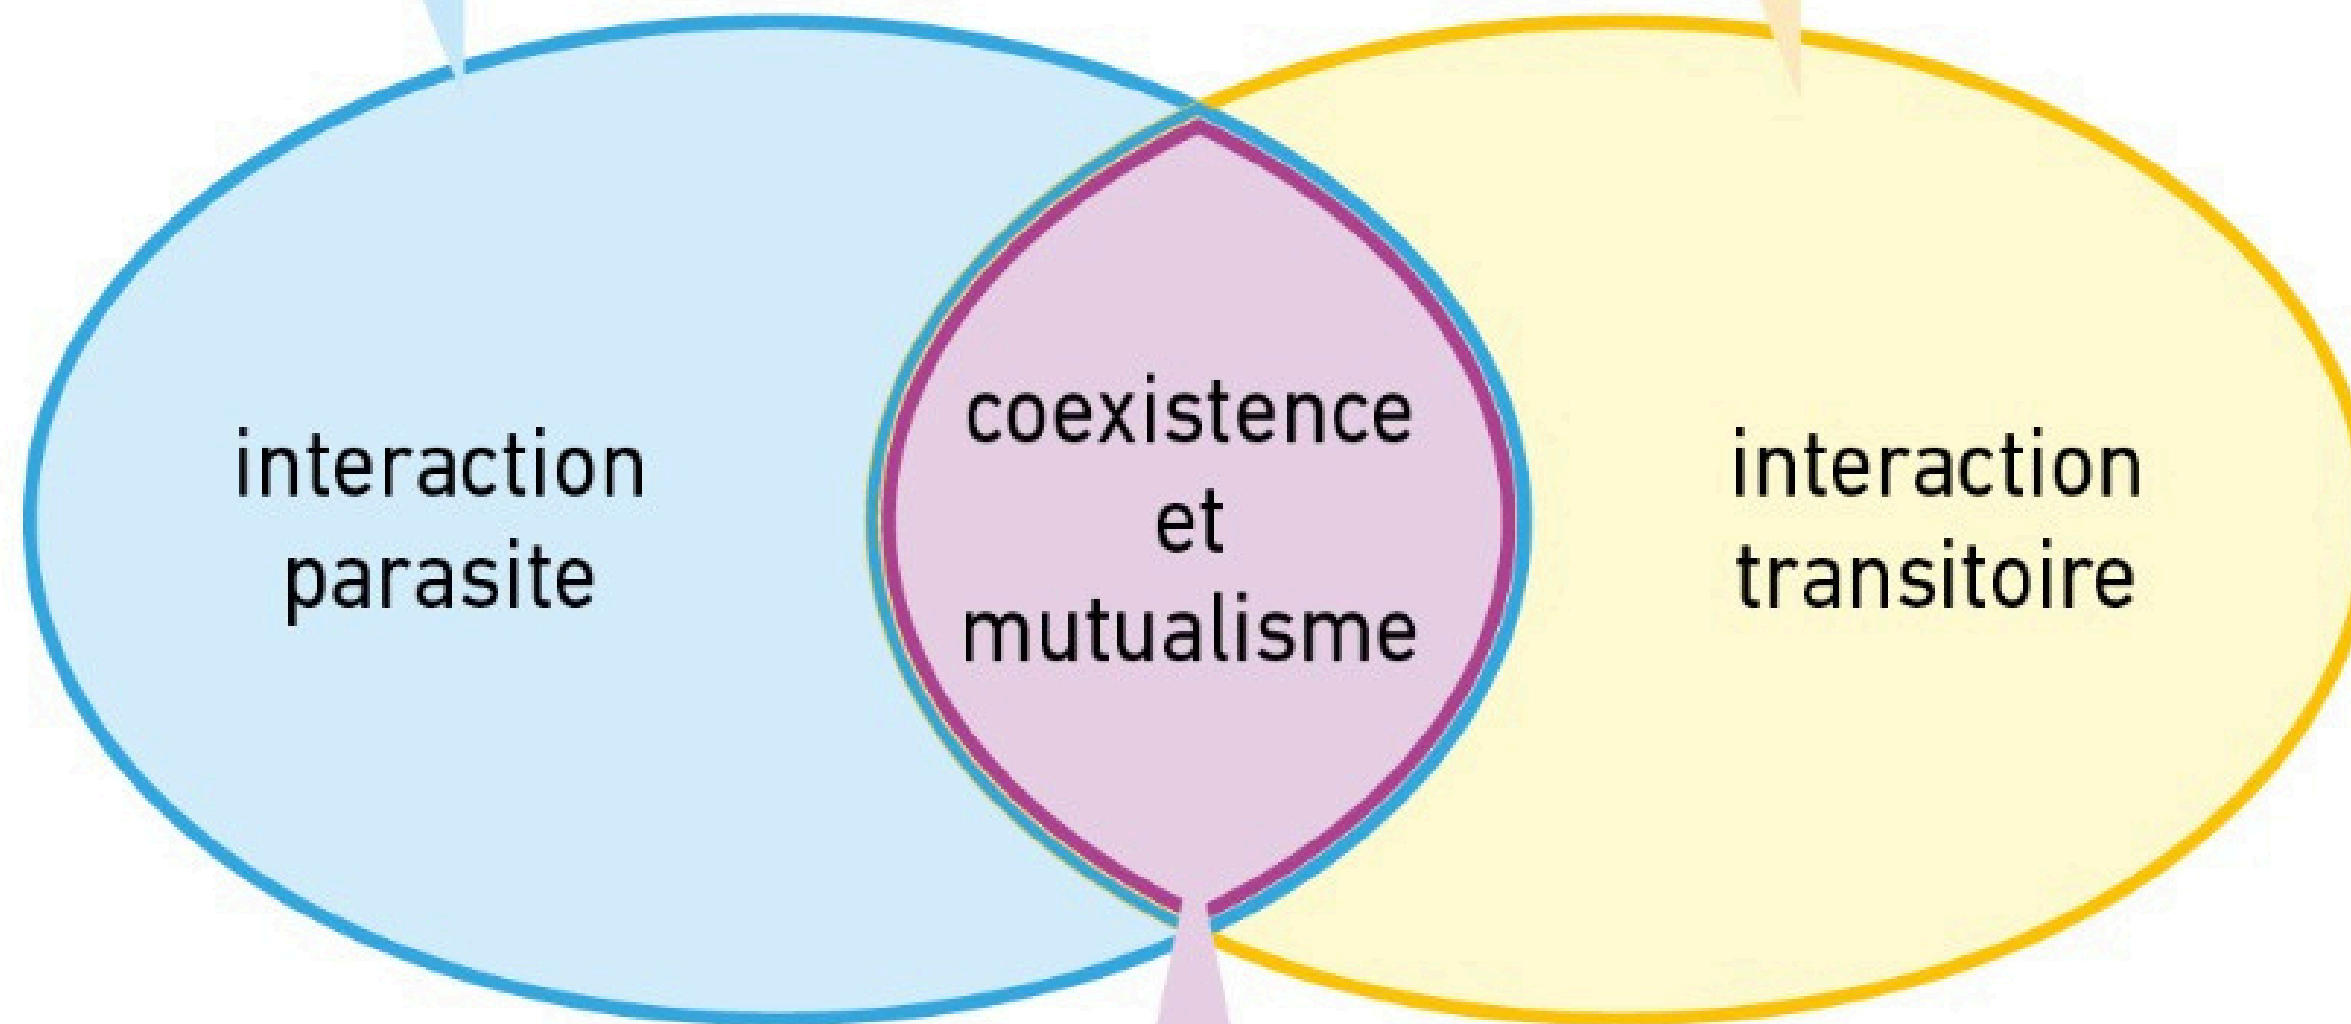 interaction
parasite
coexistence
et
mutualisme
interaction
transitoire